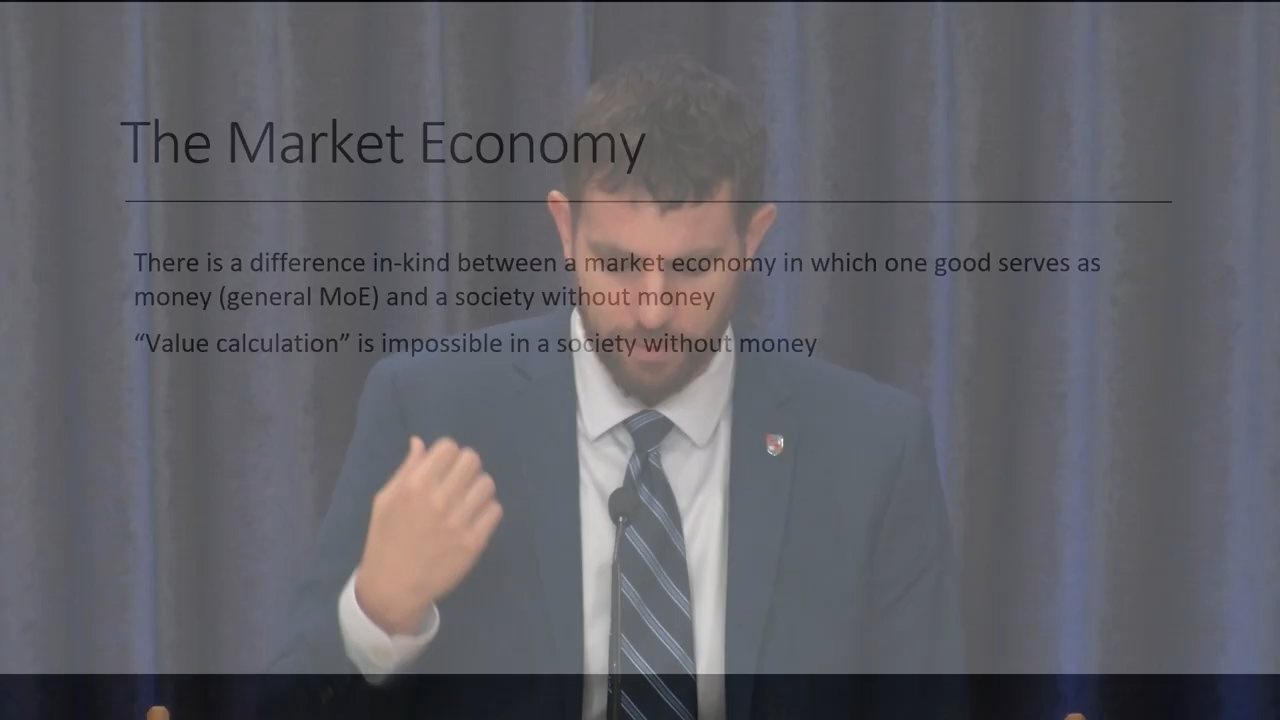 The Market Economy
There is a difference in-kind between a market economy in which one good serves as
money (general MoE) and a society without money
“Value calculation” is impossible in a society without money